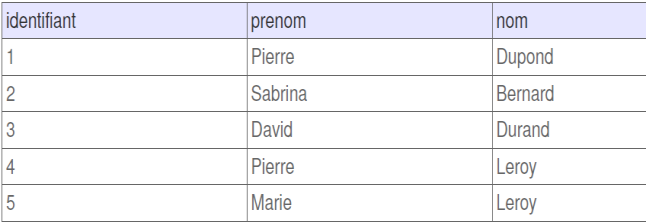 identifiant prenom nom
1 Pierre Dupond
2 Sabrina Bernard
3 David Durand
4 Pierre Leroy
5 Marie Leroy